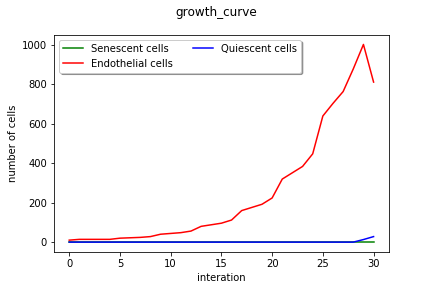 growth_curve
Senescent cells
Endothelial cells
Quiescent cells
number of cells
1000
800
600
400
200
0
0 5 10 15 20 25 30
interation